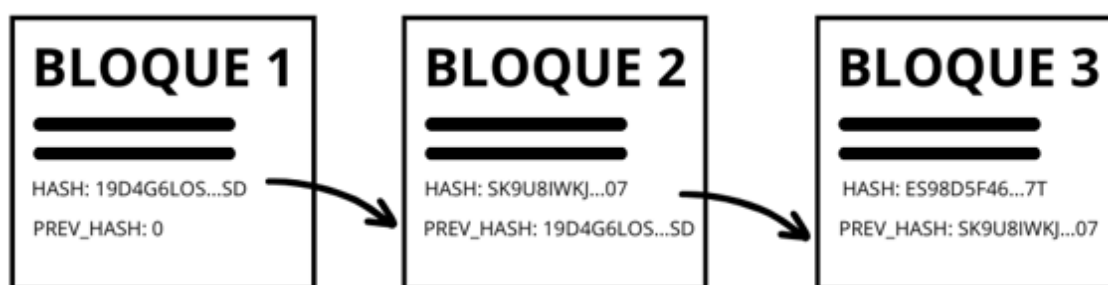 BLOQUE 1
HASH: 19D4G6LOS...SD
PREV_HASH: 0
BLOQUE 2
HASH: SK9U8IWKJ...07
PREV_HASH: 19D4G6LOS...SD
BLOQUE 3
HASH: ES98D5F46...7T
PREV_HASH: SK9U8IWKJ...07